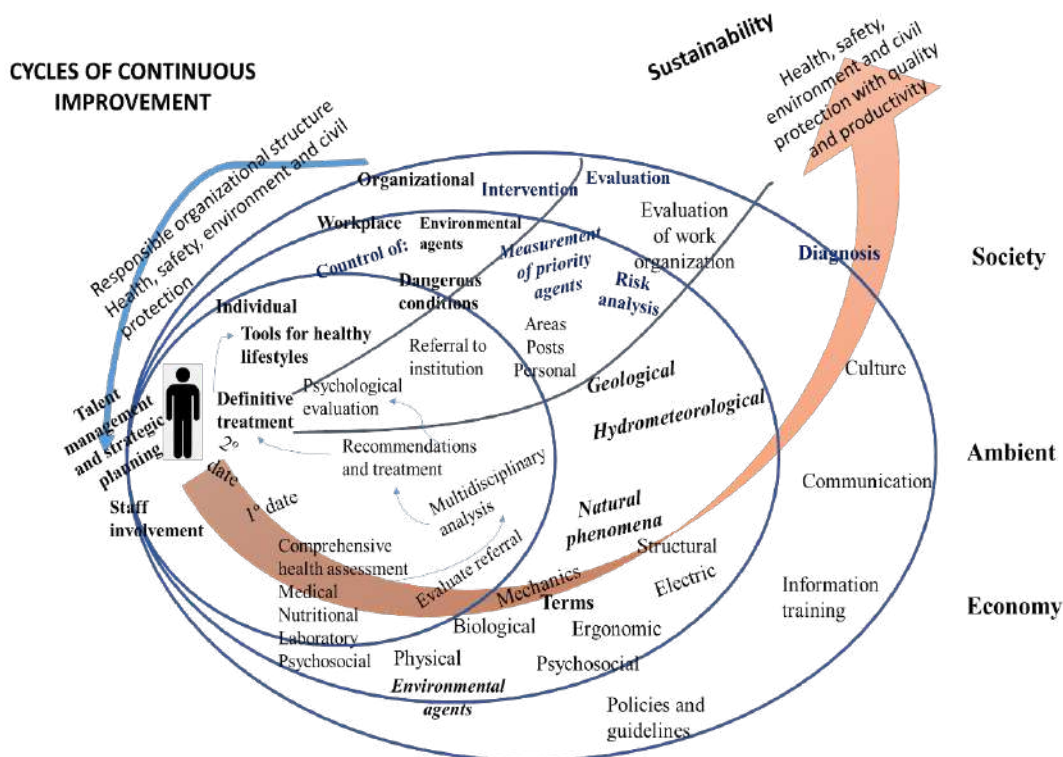 CYCLES OF CONTINUOUS
IMPROVEMENT
Sustainability
Health, safety,
environment and civil
protection with quality
and productivity
Responsible organizational structure
Health, safety, environment and civil
protection
Organizational
Intervention
Evaluation
Workplace
Environmental
agents
Countrol of:
Dangerous
conditions
Measurement
of priority
agents
Risk
analysis
Evaluation
of work
organization
Diagnosis
Society
Individual
Tools for healthy
lifestyles
Referral to
institution
Areas
Posts
Personal
Geological
Hydrometeorological
Culture
Talent
management
and strategic
planning
Definitive
treatment
Psychological
evaluation
2º
date
1º date
Recommendations
and treatment
Multidisciplinary
analysis
Ambient
Communication
Staff
involvement
Natural
phenomena
Comprehensive
health assessment
Medical
Nutritional
Laboratory
Psychosocial
Evaluate referral
Mechanics
Terms
Structural
Electric
Biological
Ergonomic
Physical
Psychosocial
Environmental
agents
Information
training
Economy
Policies and
guidelines